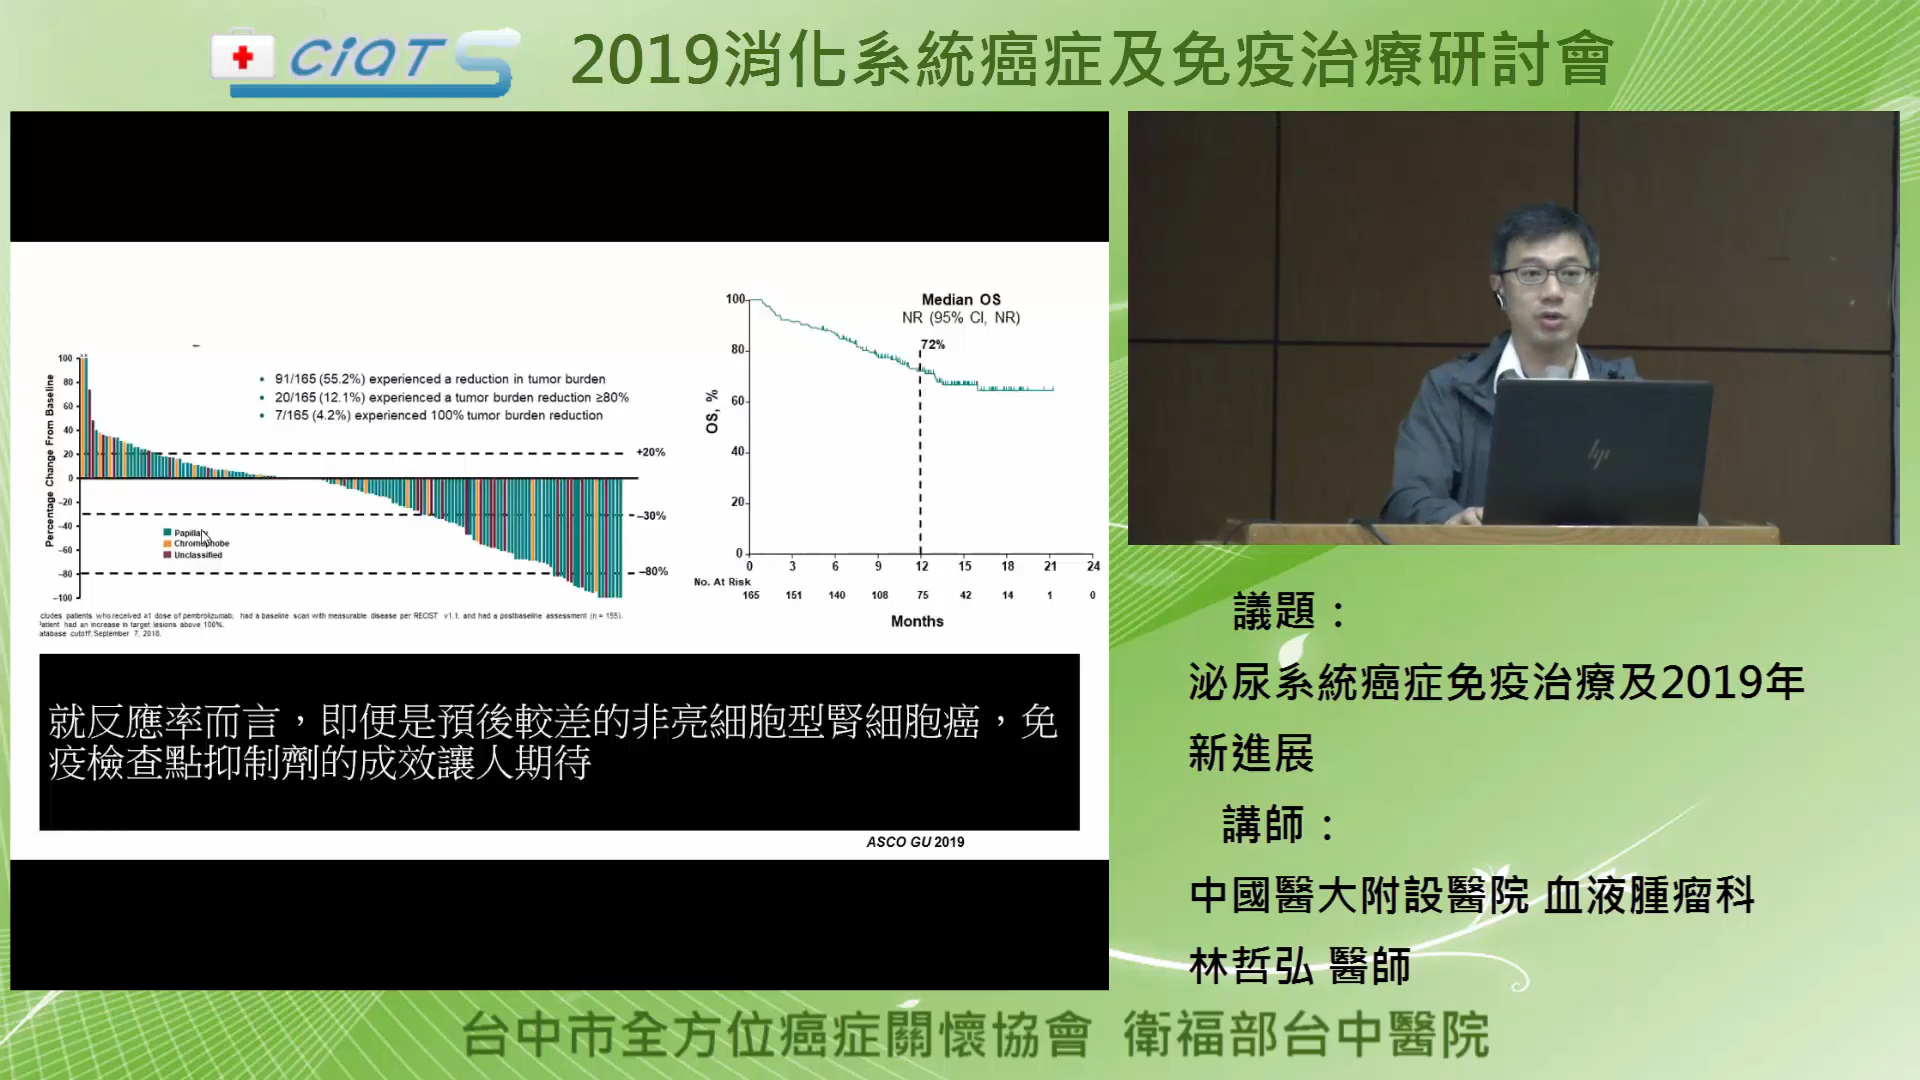 CiATS 2019消化系統癌症及免疫治療研討會
Percentage Change From Baseline
100
80
60
40
20
0
−20
−40
−60
−80
−100
• 91/165 (55.2%) experienced a reduction in tumor burden
• 20/165 (12.1%) experienced a tumor burden reduction ≥80%
• 7/165 (4.2%) experienced 100% tumor burden reduction
+20%
−30%
−80%
Unclassified
cludes patients who received ≥1 dose of pembrolizumab, had a baseline scan with measurable disease per RECIST v1.1, and had a postbaseline assessment (n = 155).
atient had an increase in target lesions above 100%.
atabase cutoff: September 7, 2018.
Median OS
NR (95% CI, NR)
72%
OS, %
100
80
60
40
20
0
0 3 6 9 12 15 18 21 24
No. At Risk
165 151 140 108 75 42 14 1 0
Months
就反應率而言，即便是預後較差的非亮細胞型腎細胞癌，免
疫檢查點抑制劑的成效讓人期待
ASCO GU 2019
hp
議題：
泌尿系統癌症免疫治療及2019年
新進展
講師：
中國醫大附設醫院 血液腫瘤科
林哲弘 醫師
台中市全方位癌症關懷協會 衛福部台中醫院